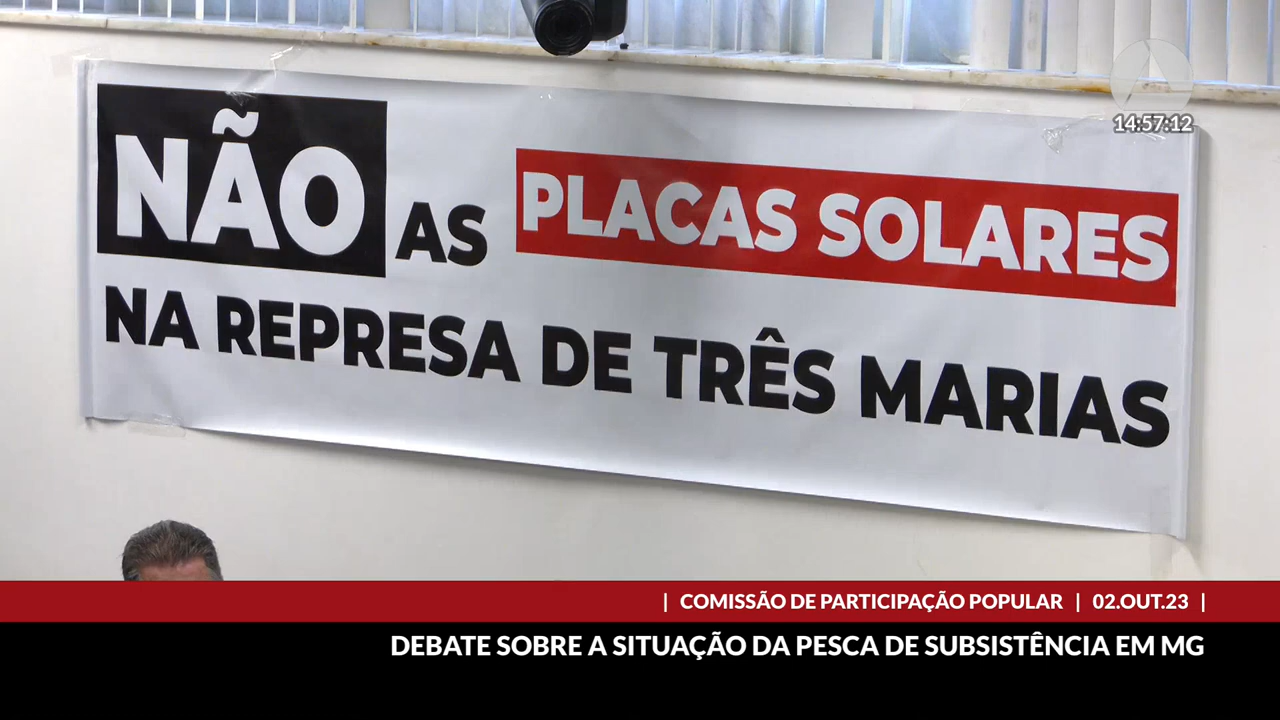 14:57:12
NÃO AS PLACAS SOLARES
NA REPRESA DE TRÊS MARIAS
| COMISSÃO DE PARTICIPAÇÃO POPULAR | 02.OUT.23 |
DEBATE SOBRE A SITUAÇÃO DA PESCA DE SUBSISTÊNCIA EM MG